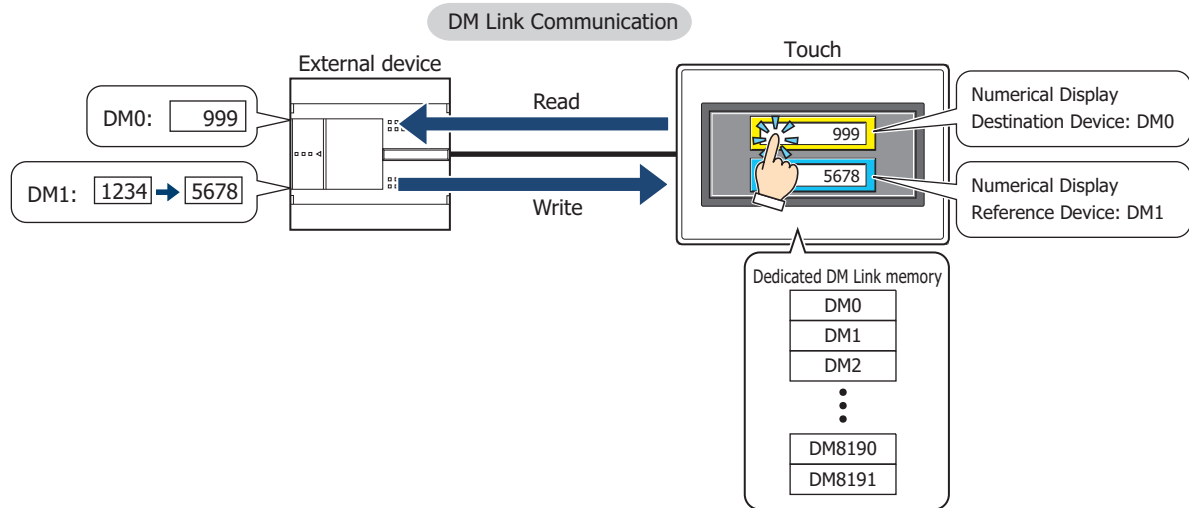 DM Link Communication
External device
Touch
DM0: 999
Read
999
Numerical Display
Destination Device: DM0
DM1: 1234 5678
Write
5678
Numerical Display
Reference Device: DM1
Dedicated DM Link memory
DM0
DM1
DM2
DM8190
DM8191